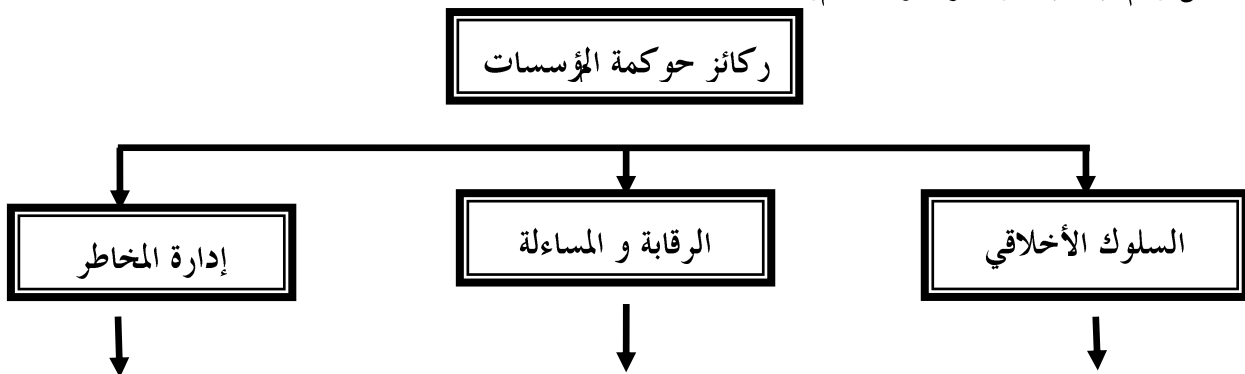 ركائز حوكمة المؤسسات
السلوك الأخلاقي
الرقابة و المساءلة
إدارة المخاطر